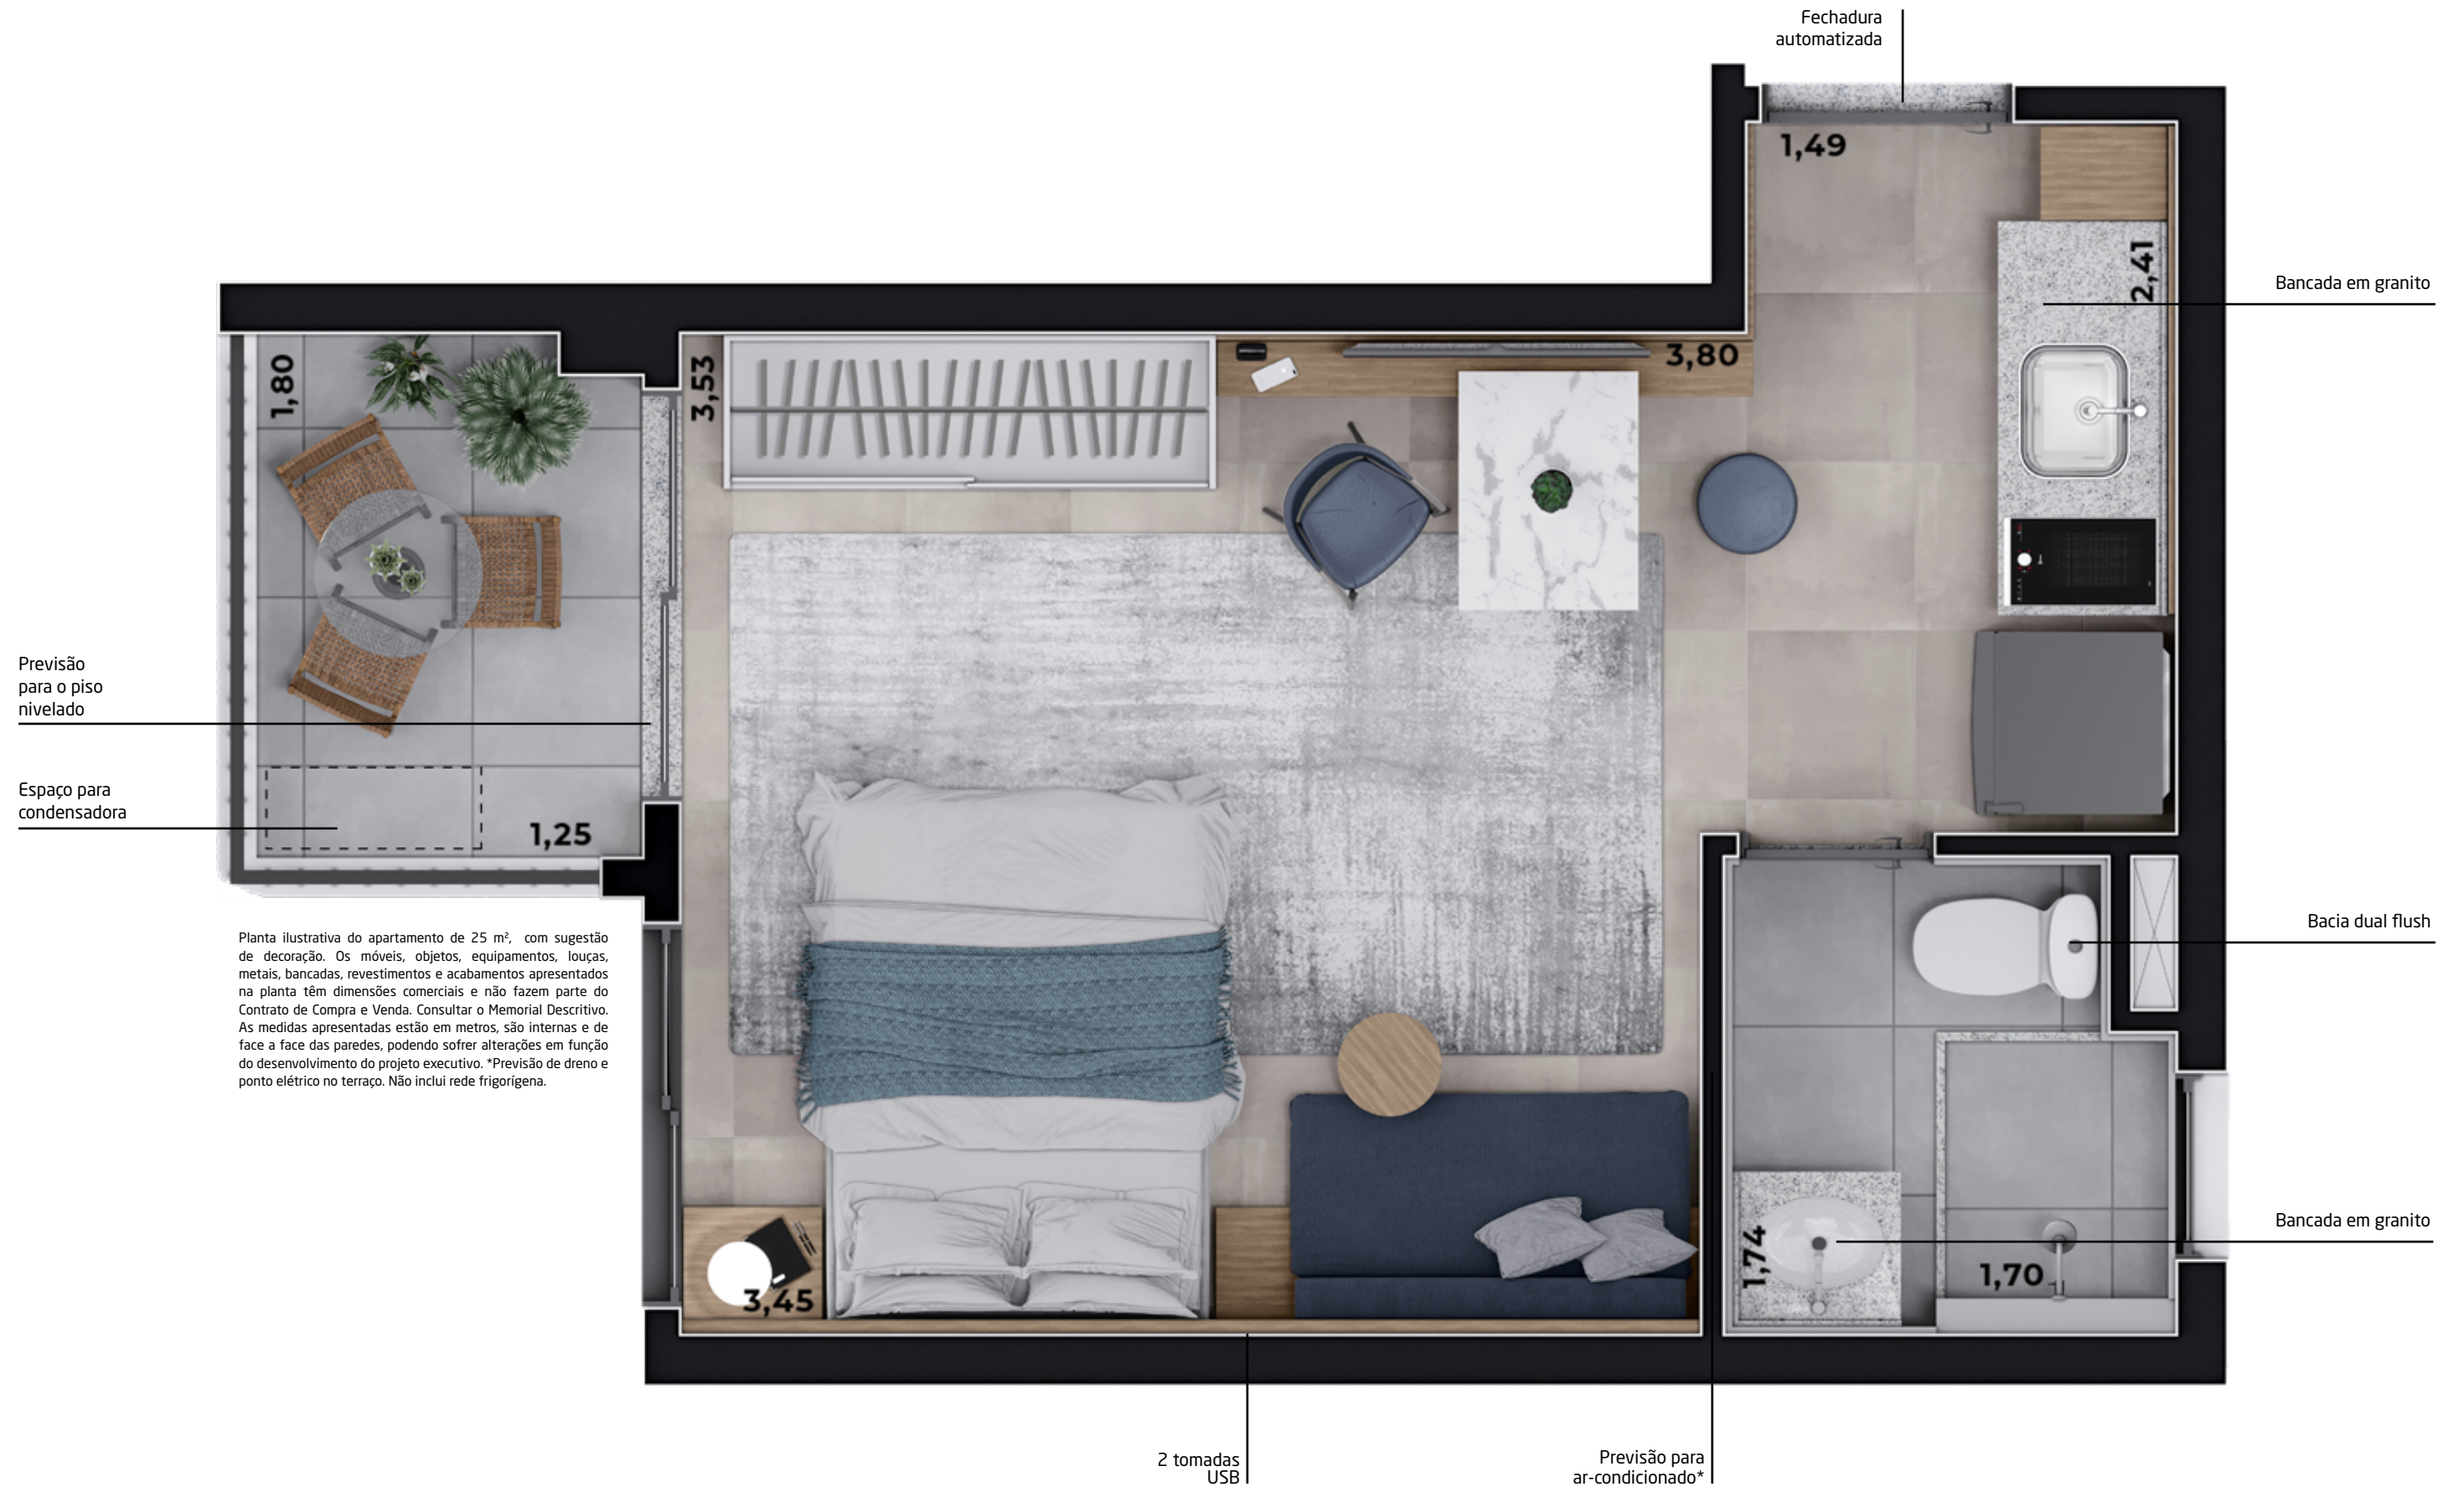 Fechadura
automatizada
1,49
2,41
Bancada em granito
1,80
3,53
3,80
Previsão
para o piso
nivelado
Espaço para
condensadora
1,25
Planta ilustrativa do apartamento de 25 m², com sugestão
de decoração. Os móveis, objetos, equipamentos, louças,
metais, bancadas, revestimentos e acabamentos apresentados
na planta têm dimensões comerciais e não fazem parte do
Contrato de Compra e Venda. Consultar o Memorial Descritivo.
As medidas apresentadas estão em metros, são internas e de
face a face das paredes, podendo sofrer alterações em função
do desenvolvimento do projeto executivo. *Previsão de dreno e
ponto elétrico no terraço. Não inclui rede frigorígena.
Bacia dual flush
Bancada em granito
1,74
1,70
3,45
2 tomadas
USB
Previsão para
ar-condicionado*